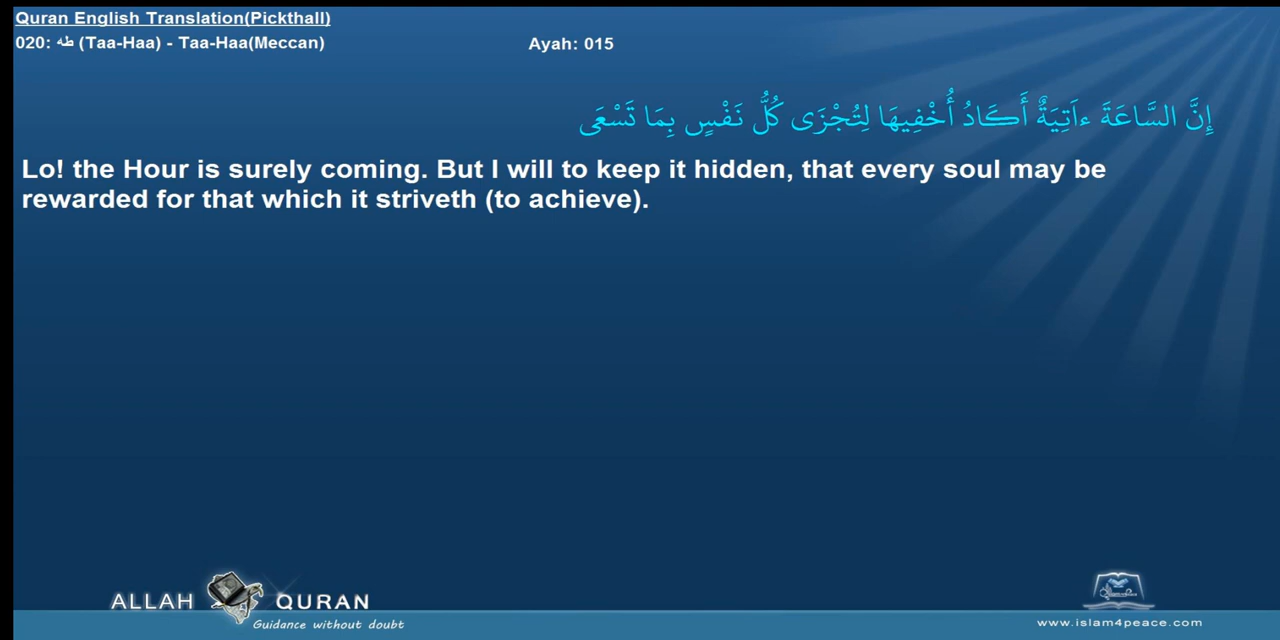 Quran English Translation(Pickthall)
020: طه (Taa-Haa) - Taa-Haa(Meccan) Ayah: 015
إِنَّ السَّاعَةَ ءاَتِيَةٌ أَكَادُ أُخْفِيهَا لِتُجْزَى كُلُّ نَفْسٍ بِمَا تَسْعَى
Lo! the Hour is surely coming. But I will to keep it hidden, that every soul may be
rewarded for that which it striveth (to achieve).
ALLAH QURAN
Guidance without doubt
www.islam4peace.com